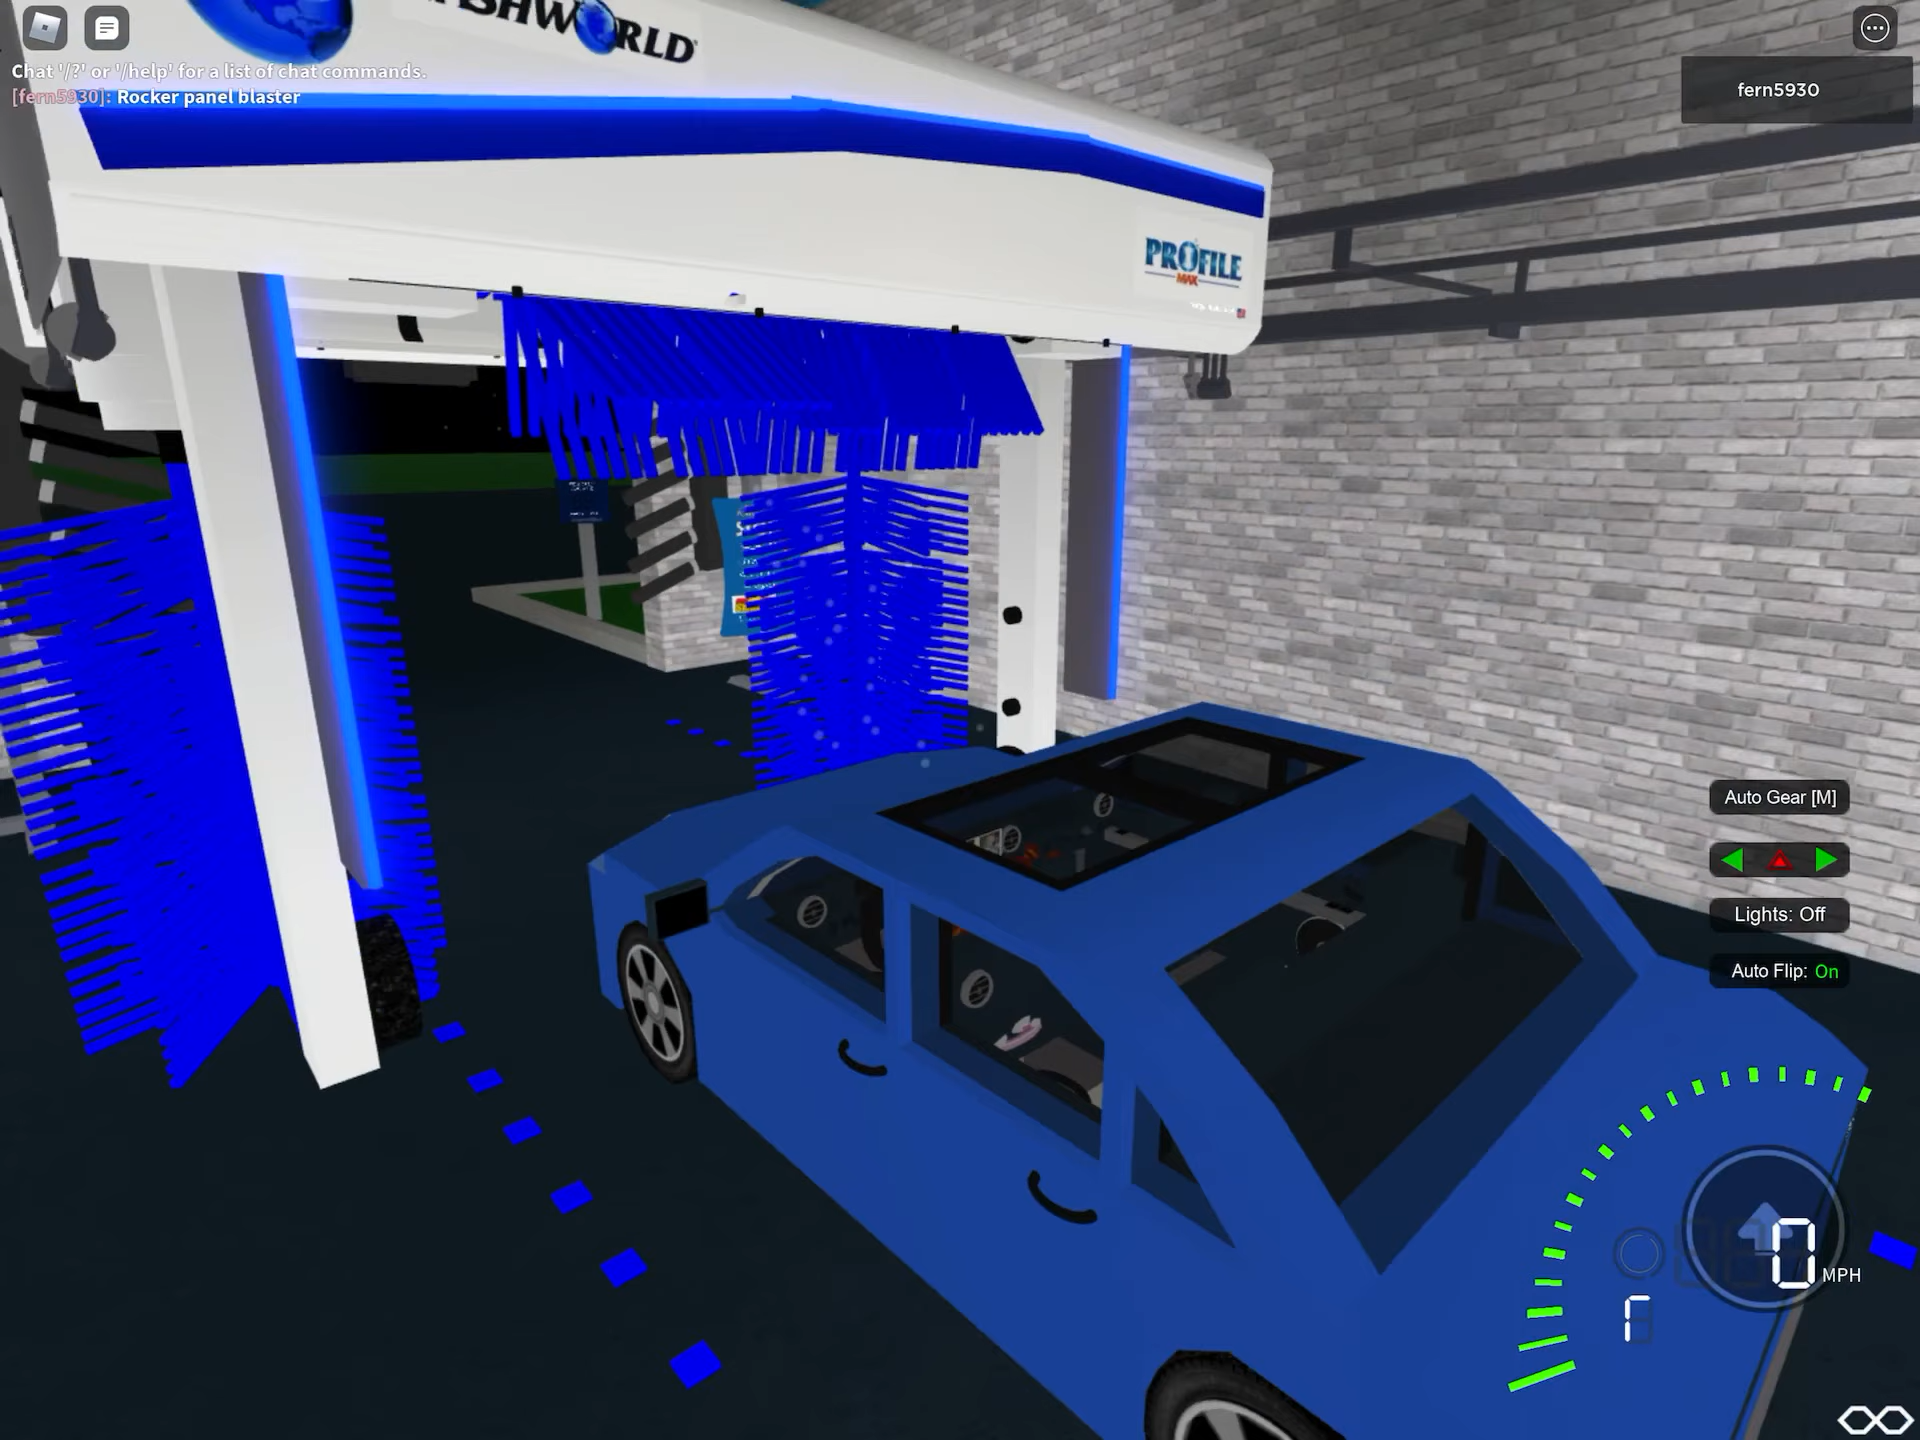 Chat '/?' or '/help' for a list of chat commands.
[fern5930]: Rocker panel blaster
fern5930
PROFILE
MAX
Auto Gear [M]
Lights: Off
Auto Flip: On
0 MPH
r